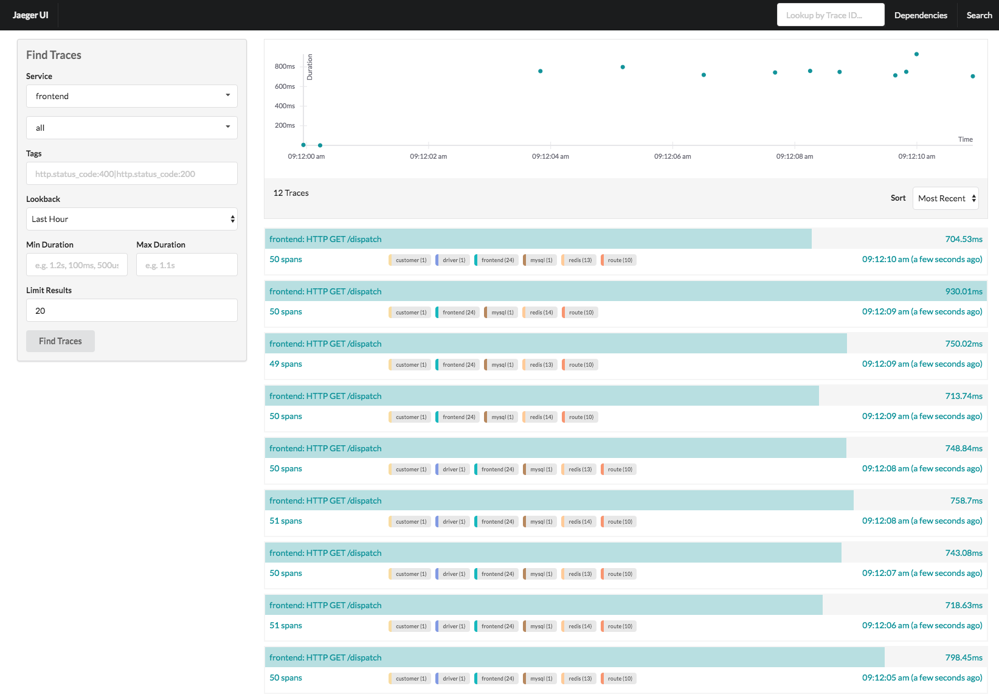 Jaeger UI
Lookup by Trace ID...
Dependencies
Search
Find Traces
Service
frontend
all
Tags
http.status_code:400|http.status_code:200
Lookback
Last Hour
Min Duration
Max Duration
e.g. 1.2s, 100ms, 500us
e.g. 1.1s
Limit Results
20
Find Traces
Duration
800ms
600ms
400ms
200ms
Time
09:12:00 am
09:12:02 am
09:12:04 am
09:12:06 am
09:12:08 am
09:12:10 am
12 Traces
Sort
Most Recent
frontend: HTTP GET /dispatch 704.53ms
50 spans customer (1) driver (1) frontend (24) mysql (1) redis (13) route (10) 09:12:10 am (a few seconds ago)
frontend: HTTP GET /dispatch 930.01ms
50 spans customer (1) frontend (24) mysql (1) redis (14) route (10) 09:12:09 am (a few seconds ago)
frontend: HTTP GET /dispatch 750.02ms
49 spans customer (1) frontend (24) mysql (1) redis (13) route (10) 09:12:09 am (a few seconds ago)
frontend: HTTP GET /dispatch 713.74ms
50 spans customer (1) frontend (24) mysql (1) redis (14) route (10) 09:12:09 am (a few seconds ago)
frontend: HTTP GET /dispatch 748.84ms
50 spans customer (1) driver (1) frontend (24) mysql (1) redis (13) route (10) 09:12:08 am (a few seconds ago)
frontend: HTTP GET /dispatch 758.7ms
51 spans customer (1) driver (1) frontend (24) mysql (1) redis (14) route (10) 09:12:08 am (a few seconds ago)
frontend: HTTP GET /dispatch 743.08ms
50 spans customer (1) driver (1) frontend (24) mysql (1) redis (13) route (10) 09:12:07 am (a few seconds ago)
frontend: HTTP GET /dispatch 718.63ms
51 spans customer (1) driver (1) frontend (24) mysql (1) redis (14) route (10) 09:12:06 am (a few seconds ago)
frontend: HTTP GET /dispatch 798.45ms
50 spans customer (1) driver (1) frontend (24) mysql (1) redis (13) route (10) 09:12:05 am (a few seconds ago)